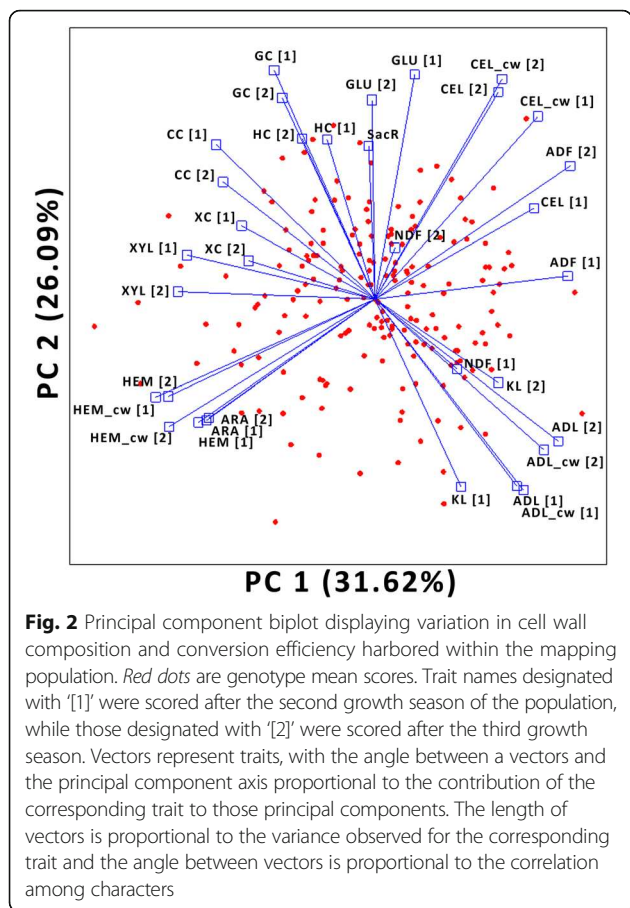 GC [1]
GLU [1]
CEL_cw [2]
GC [2]
GLU [2]
CEL [2]
CEL_cw [1]
CC [1]
HC [2]
HC [1]
SacR
ADF [2]
CC [2]
CEL [1]
XC [1]
NDF [2]
XYL [1]
XC [2]
ADF [1]
XYL [2]
NDF [1]
HEM [2]
KL [2]
HEM_cw [1]
ARA [2]
HEM_cw [2]
ARA [1]
ADL [2]
HEM [1]
ADL_cw [2]
KL [1]
ADL [1]
ADL_cw [1]
PC 2 (26.09%)
PC 1 (31.62%)
Fig. 2 Principal component biplot displaying variation in cell wall
composition and conversion efficiency harbored within the mapping
population. Red dots are genotype mean scores. Trait names designated
with '[1]' were scored after the second growth season of the population,
while those designated with '[2]' were scored after the third growth
season. Vectors represent traits, with the angle between a vectors and
the principal component axis proportional to the contribution of the
corresponding trait to those principal components. The length of
vectors is proportional to the variance observed for the corresponding
trait and the angle between vectors is proportional to the correlation
among characters